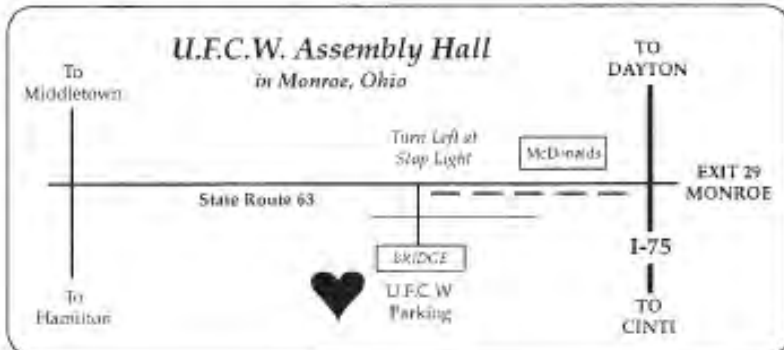 U.F.C.W. Assembly Hall
in Monroe, Ohio
To
Middletown
TO
DAYTON
Turn Left at
Stop Light
McDonalds
EXIT 29
MONROE
State Route 63
I-75
BRIDGE
U.F.C.W
Parking
To
Hamilton
TO
CINTI